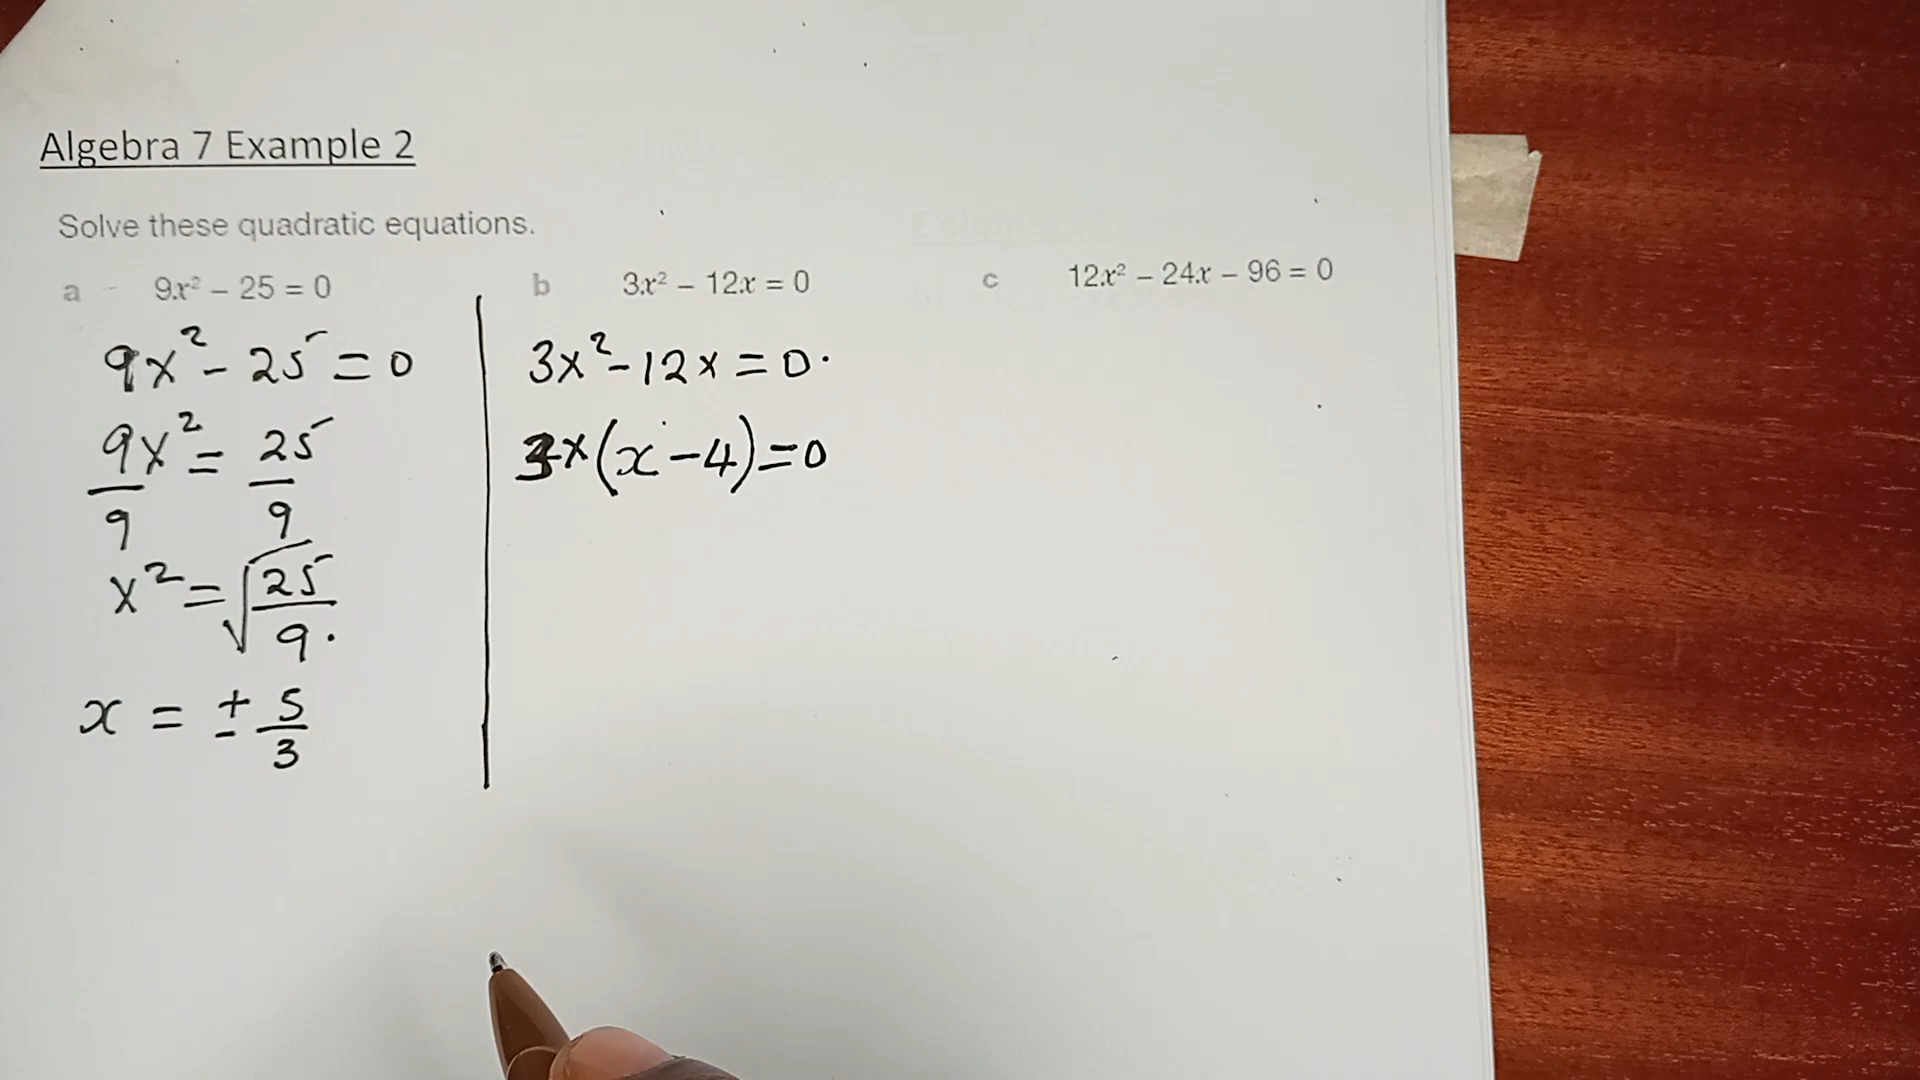 Algebra 7 Example 2
Solve these quadratic equations.
a 9x² – 25 = 0
b 3x² – 12x = 0
c 12x² – 24x – 96 = 0
9x² - 25 = 0
9x²/9 = 25/9
x² = √25/9.
x = ± 5/3
3x² - 12x = 0.
3x(x - 4) = 0